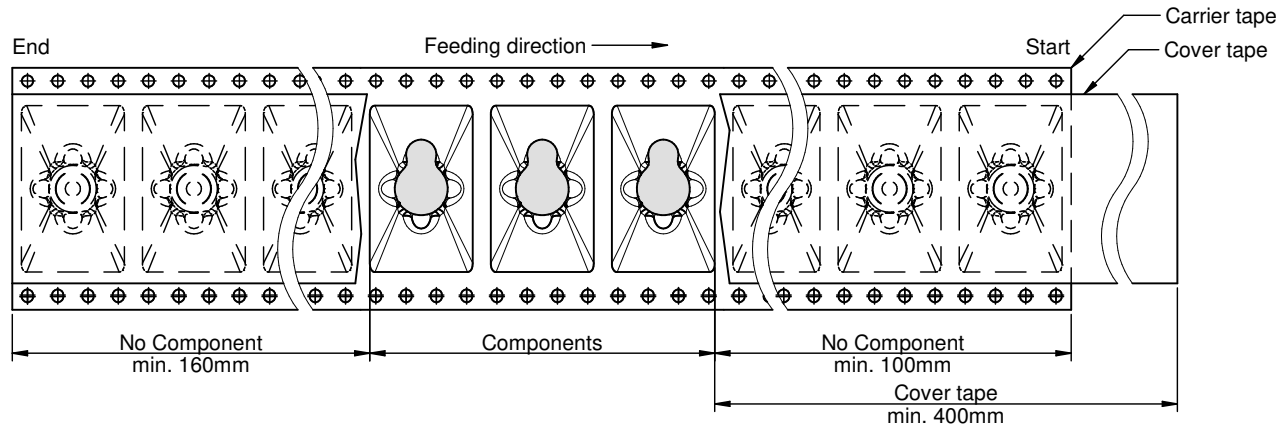 Carrier tape
End
Feeding direction
Start
Cover tape
No Component
min. 160mm
Components
No Component
min. 100mm
Cover tape
min. 400mm